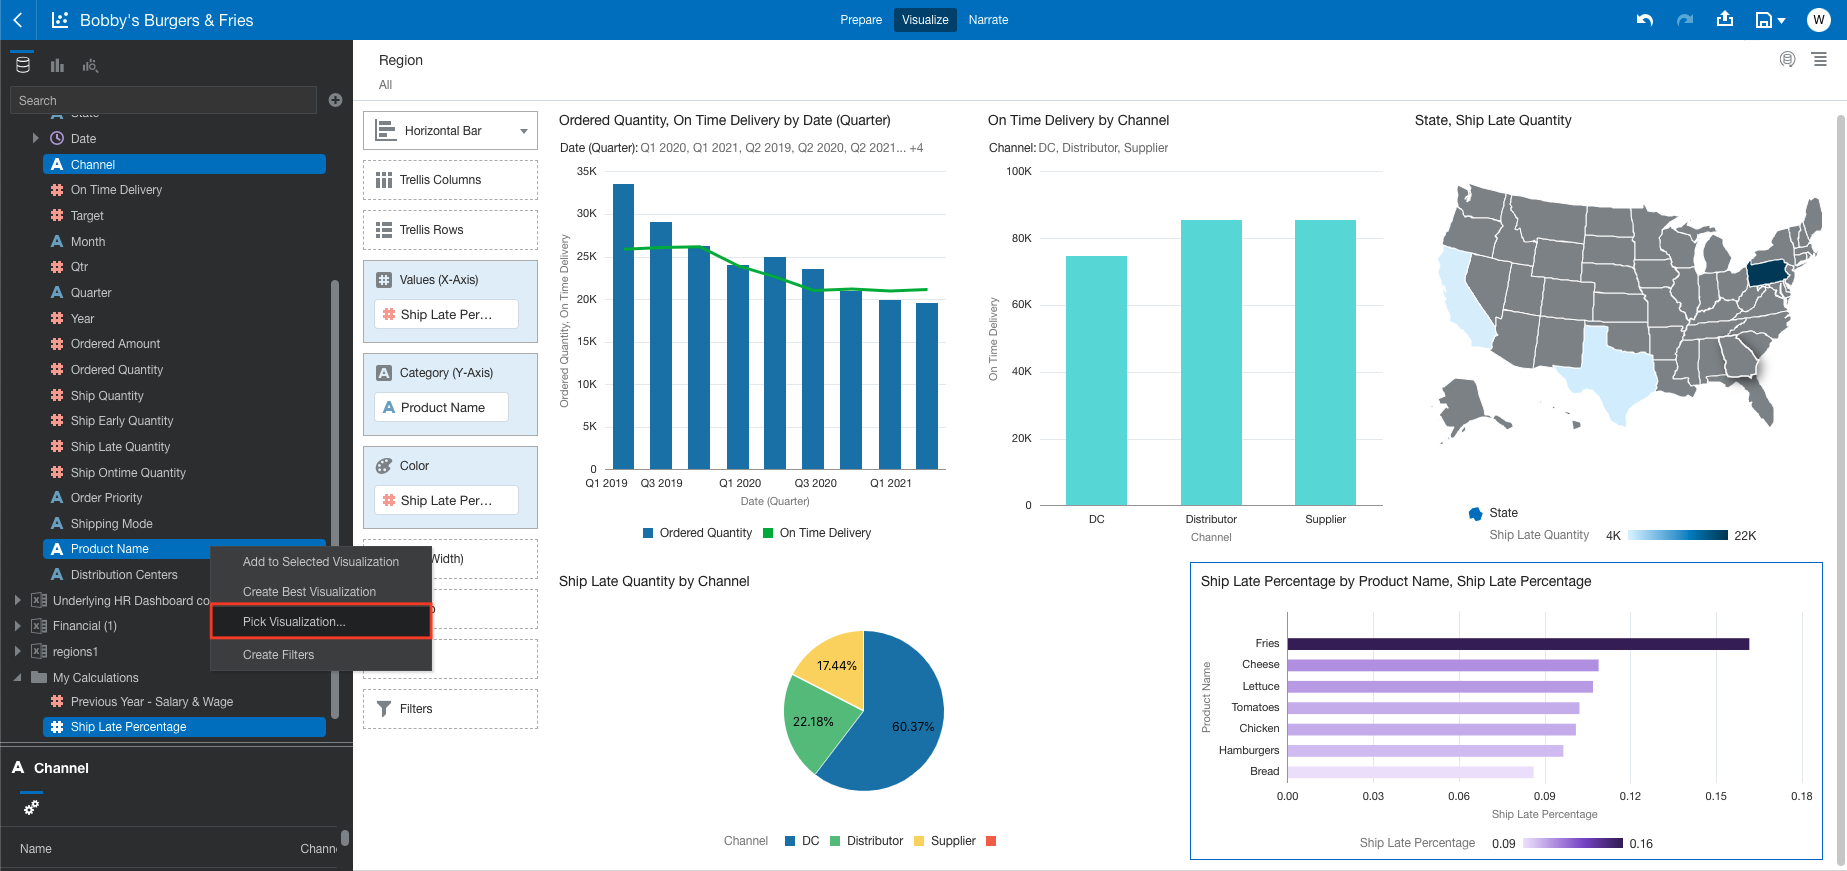 Bobby's Burgers & Fries
Prepare
Visualize
Narrate
W
Search
State
Date
Channel
On Time Delivery
Target
Month
Qtr
Quarter
Year
Ordered Amount
Ordered Quantity
Ship Quantity
Ship Early Quantity
Ship Late Quantity
Ship Ontime Quantity
Order Priority
Shipping Mode
Product Name
Distribution Centers
Underlying HR Dashboard co
Financial (1)
regions1
My Calculations
Previous Year - Salary & Wage
Ship Late Percentage
Add to Selected Visualization
Create Best Visualization
Pick Visualization...
Create Filters
A Channel
Name
Chann
Region
All
Horizontal Bar
Trellis Columns
Trellis Rows
Values (X-Axis)
Ship Late Per...
Category (Y-Axis)
Product Name
Color
Ship Late Per...
Width)
Filters
Ordered Quantity, On Time Delivery by Date (Quarter)
Date (Quarter): Q1 2020, Q1 2021, Q2 2019, Q2 2020, Q2 2021... +4
Ordered Quantity, On Time Delivery
35K
30K
25K
20K
15K
10K
5K
0
Q1 2019 Q3 2019 Q1 2020 Q3 2020 Q1 2021
Date (Quarter)
Ordered Quantity On Time Delivery
On Time Delivery by Channel
Channel: DC, Distributor, Supplier
On Time Delivery
100K
80K
60K
40K
20K
0
DC Distributor Supplier
Channel
State, Ship Late Quantity
State
Ship Late Quantity 4K 22K
Ship Late Quantity by Channel
17.44%
22.18%
60.37%
Channel DC Distributor Supplier
Ship Late Percentage by Product Name, Ship Late Percentage
Product Name
Fries
Cheese
Lettuce
Tomatoes
Chicken
Hamburgers
Bread
0.00 0.03 0.06 0.09 0.12 0.15 0.18
Ship Late Percentage
Ship Late Percentage 0.09 0.16